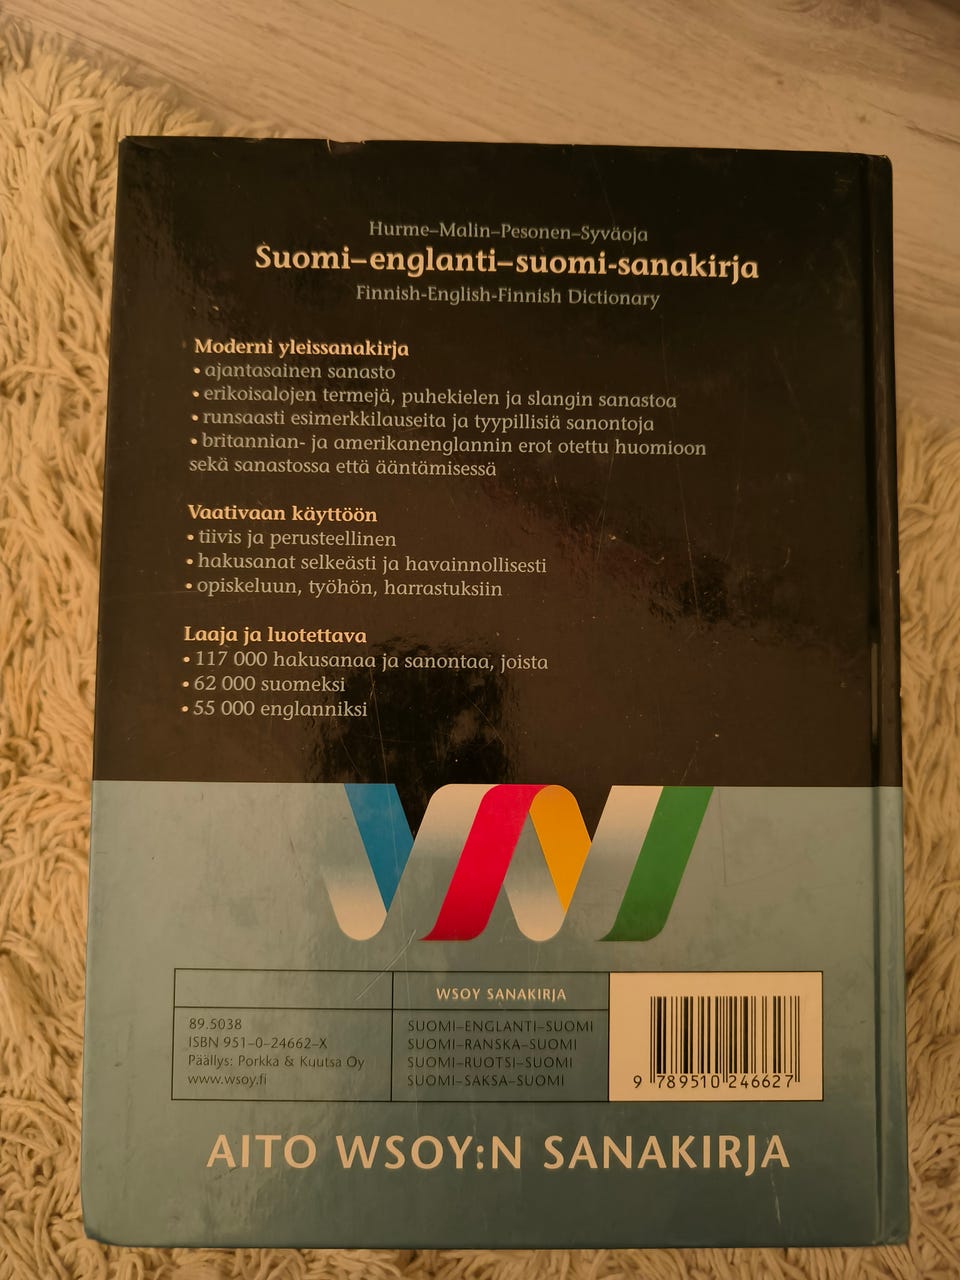 Hurme–Malin–Pesonen–Syväoja
Suomi–englanti–suomi-sanakirja
Finnish-English-Finnish Dictionary
Moderni yleissanakirja
• ajantasainen sanasto
• erikoisalojen termejä, puhekielen ja slangin sanastoa
• runsaasti esimerkkilauseita ja tyypillisiä sanontoja
• britannian- ja amerikanenglannin erot otettu huomioon
sekä sanastossa että ääntämisessä
Vaativaan käyttöön
• tiivis ja perusteellinen
• hakusanat selkeästi ja havainnollisesti
• opiskeluun, työhön, harrastuksiin
Laaja ja luotettava
• 117 000 hakusanaa ja sanontaa, joista
• 62 000 suomeksi
• 55 000 englanniksi
89.5038
ISBN 951–0–24662–X
Päällys: Porkka & Kuutsa Oy
www.wsoy.fi
WSOY SANAKIRJA
SUOMI–ENGLANTI–SUOMI
SUOMI–RANSKA–SUOMI
SUOMI–RUOTSI–SUOMI
SUOMI–SAKSA–SUOMI
9 789510 246627
AITO WSOY:N SANAKIRJA